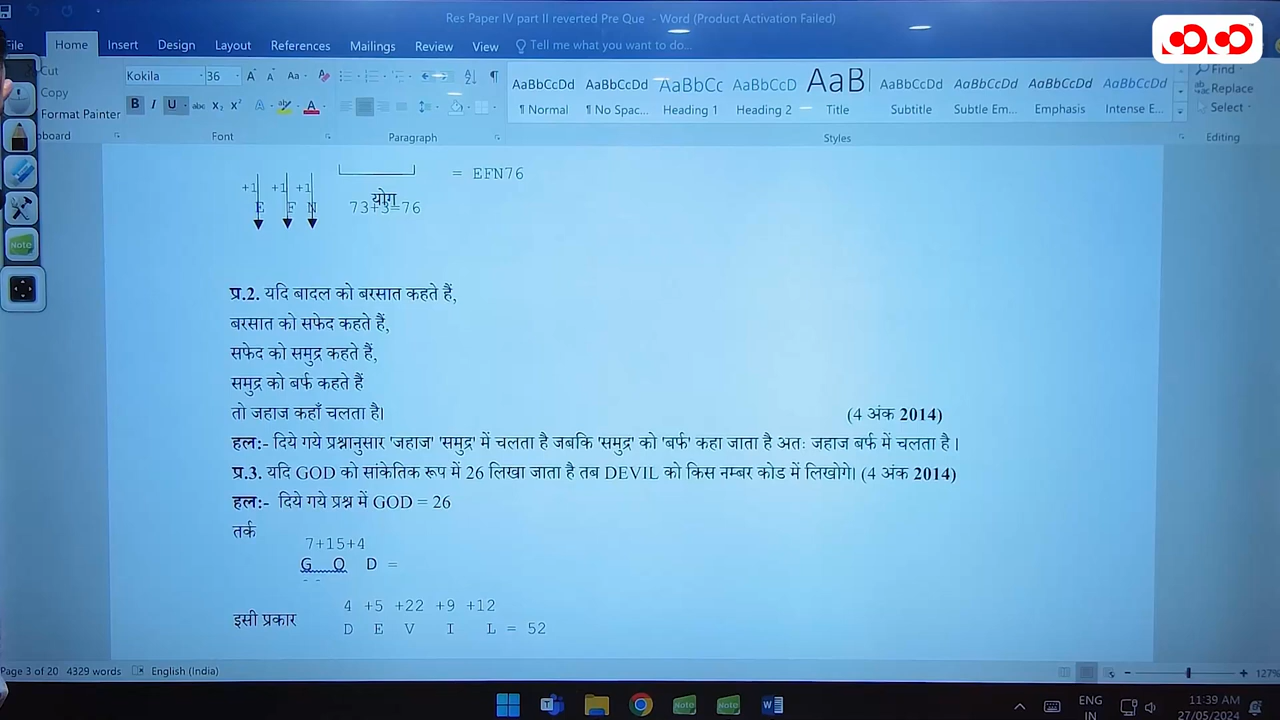 Res Paper IV part II reverted Pre Que - Word (Product Activation Failed)
File Home Insert Design Layout References Mailings Review View Tell me what you want to do...
Cut
Copy
Format Painter
Kokila 36
Font Paragraph Styles Editing
AaBbCcDd AaBbCcDd AaBbCc AaBbCcD AaB AaBbCcDd AaBbCcDd AaBbCcDd AaBbCcDd
¶ Normal ¶ No Spac... Heading 1 Heading 2 Title Subtitle Subtle Em... Emphasis Intense E...
Find
Replace
Select
= EFN76
+1 +1 +1
योग
E F N 73+3=76
प्र.2. यदि बादल को बरसात कहते हैं,
बरसात को सफेद कहते हैं,
सफेद को समुद्र कहते हैं,
समुद्र को बर्फ कहते हैं
तो जहाज कहाँ चलता है। (4 अंक 2014)
हल:- दिये गये प्रश्नानुसार 'जहाज' 'समुद्र' में चलता है जबकि 'समुद्र' को 'बर्फ' कहा जाता है अतः जहाज बर्फ में चलता है।
प्र.3. यदि GOD को सांकेतिक रूप में 26 लिखा जाता है तब DEVIL को किस नम्बर कोड में लिखोगे। (4 अंक 2014)
हल:- दिये गये प्रश्न में GOD = 26
तर्क
7+15+4
G O D =
4 +5 +22 +9 +12
इसी प्रकार
D E V I L = 52
Page 3 of 20 4329 words English (India) 127%
Note
ENG
IN
11:39 AM
27/05/2024